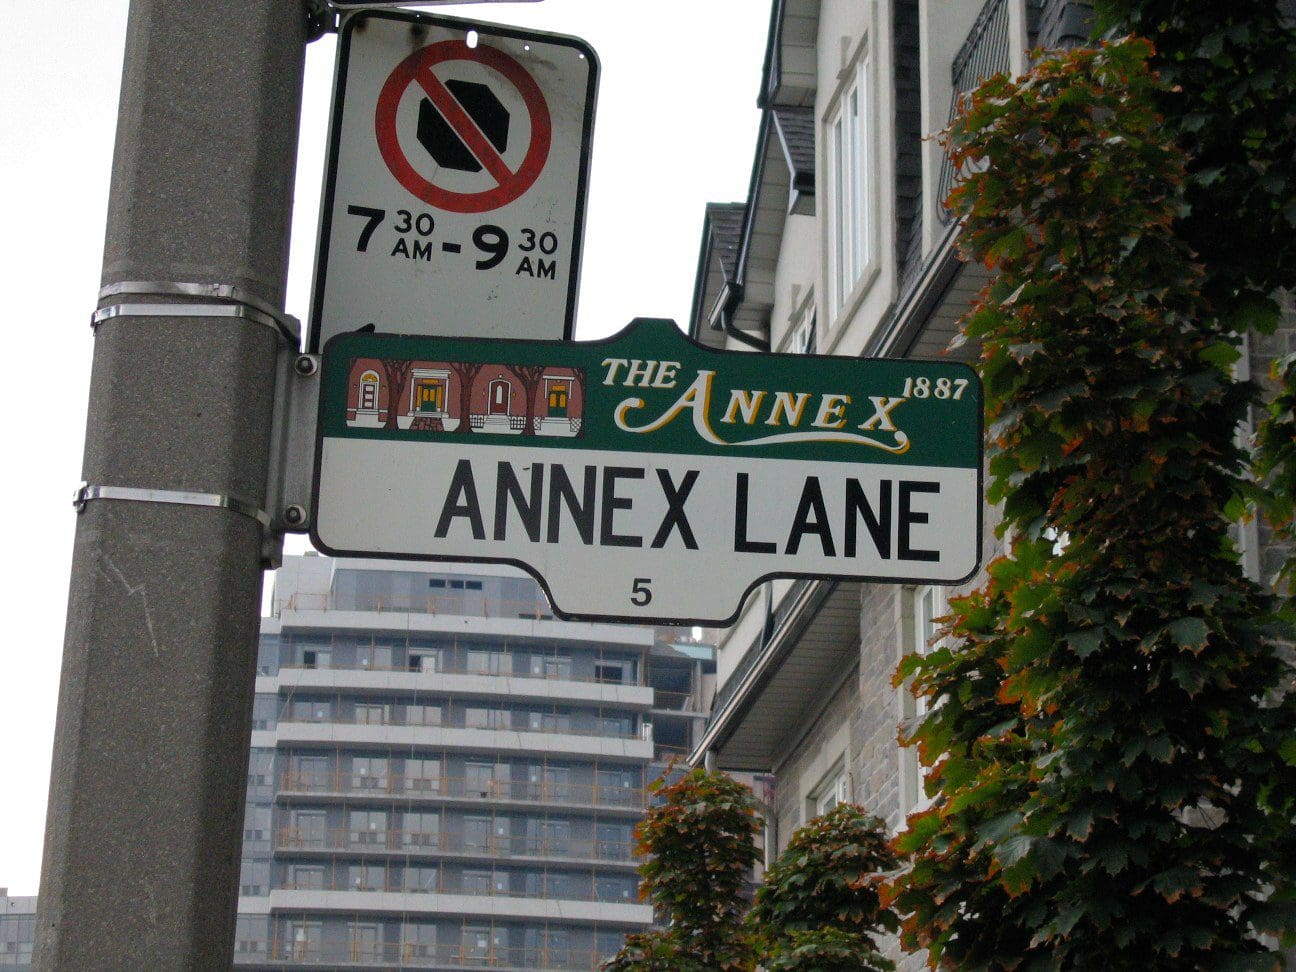 7 30 AM - 9 30 AM
THE ANNEX 1887
ANNEX LANE
5